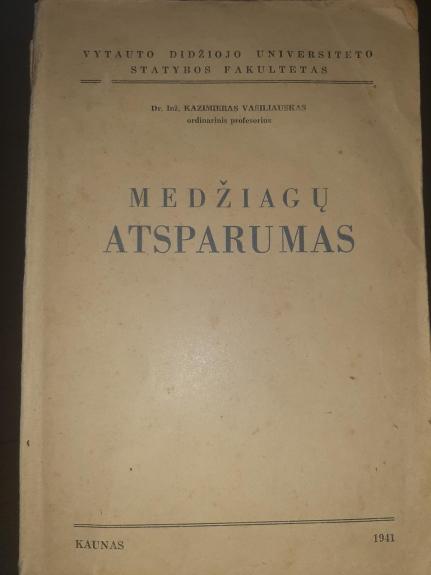 VYTAUTO DIDŽIOJO UNIVERSITETO
STATYBOS FAKULTETAS
Dr. Inž. KAZIMIERAS VASILIAUSKAS
ordinarinis profesorius
MEDŽIAGŲ
ATSPARUMAS
KAUNAS 1941